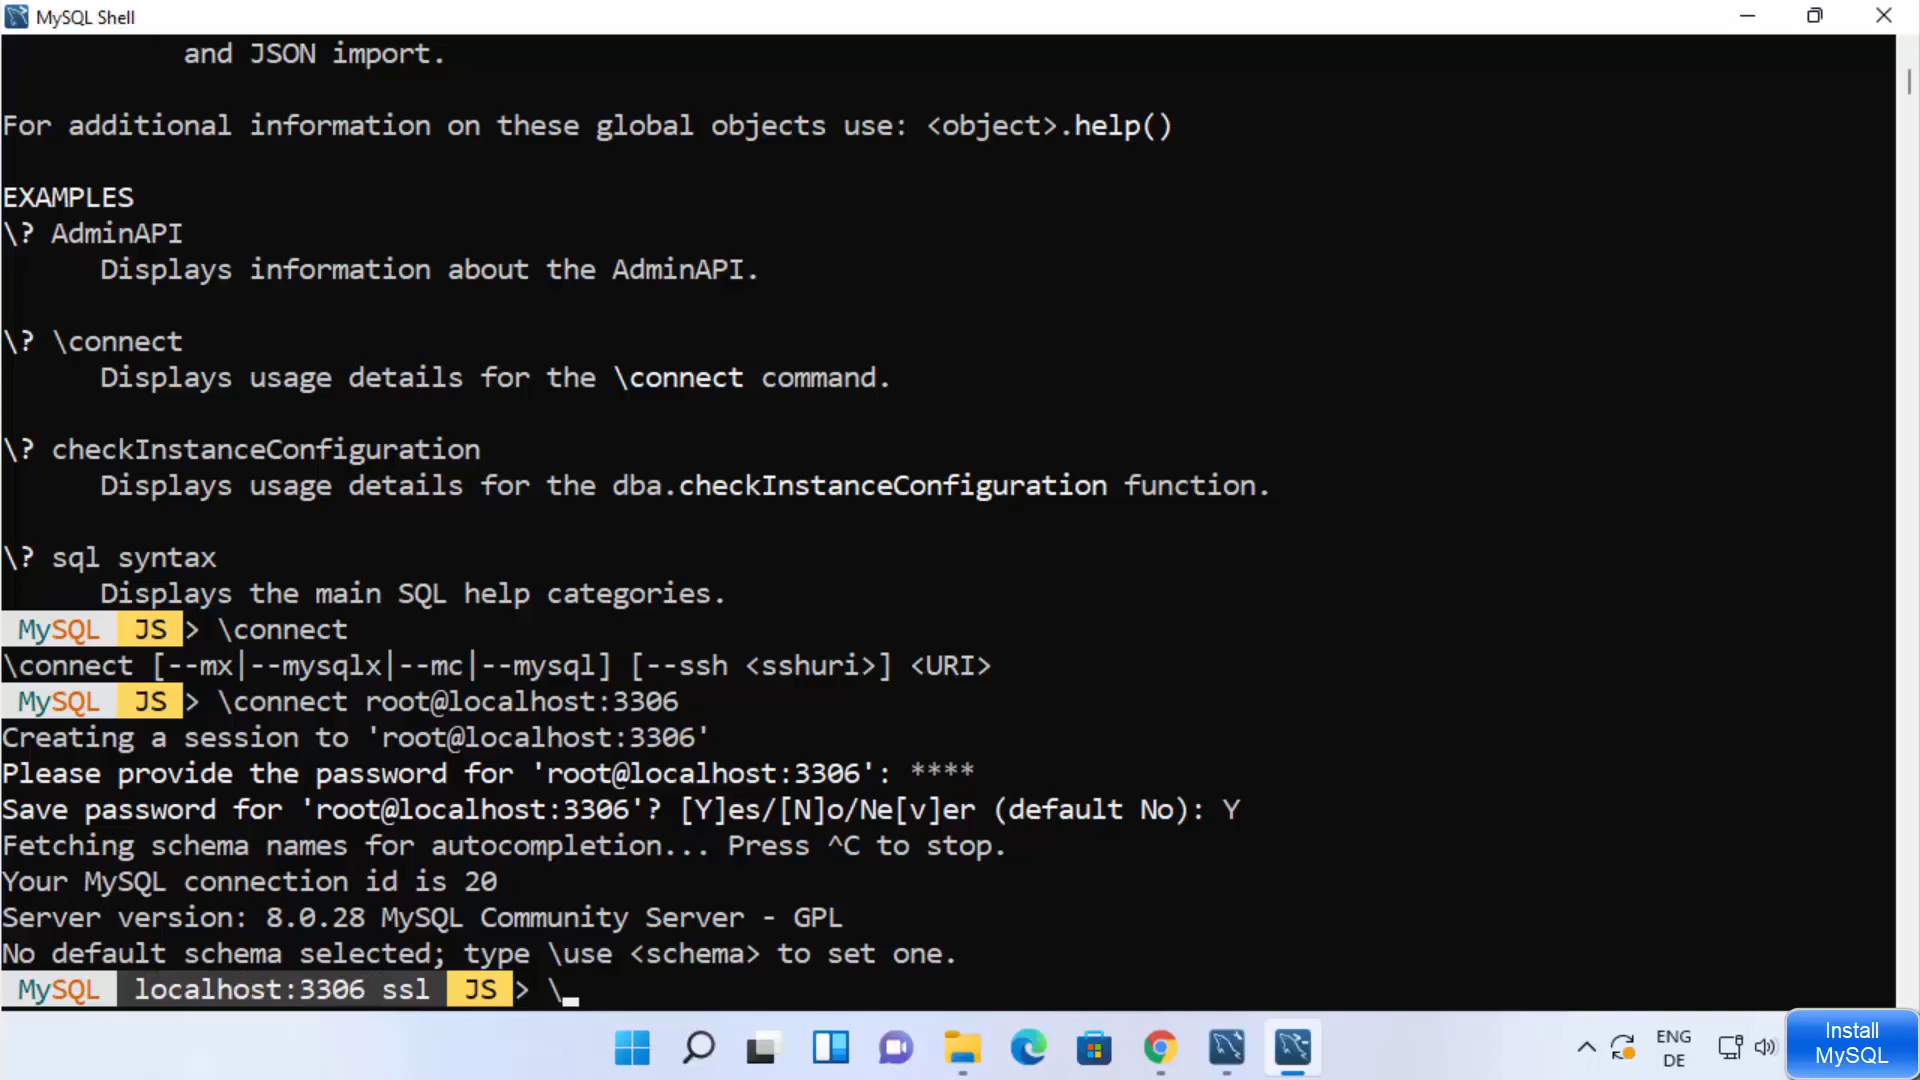 MySQL Shell
and JSON import.
For additional information on these global objects use: <object>.help()
EXAMPLES
\? AdminAPI
Displays information about the AdminAPI.
\? \connect
Displays usage details for the \connect command.
\? checkInstanceConfiguration
Displays usage details for the dba.checkInstanceConfiguration function.
\? sql syntax
Displays the main SQL help categories.
MySQL JS > \connect
\connect [--mx|--mysqlx|--mc|--mysql] [--ssh <sshuri>] <URI>
MySQL JS > \connect root@localhost:3306
Creating a session to 'root@localhost:3306'
Please provide the password for 'root@localhost:3306': ****
Save password for 'root@localhost:3306'? [Y]es/[N]o/Ne[v]er (default No): Y
Fetching schema names for autocompletion... Press ^C to stop.
Your MySQL connection id is 20
Server version: 8.0.28 MySQL Community Server - GPL
No default schema selected; type \use <schema> to set one.
MySQL localhost:3306 ssl JS > \_
ENG
DE
Install
MySQL